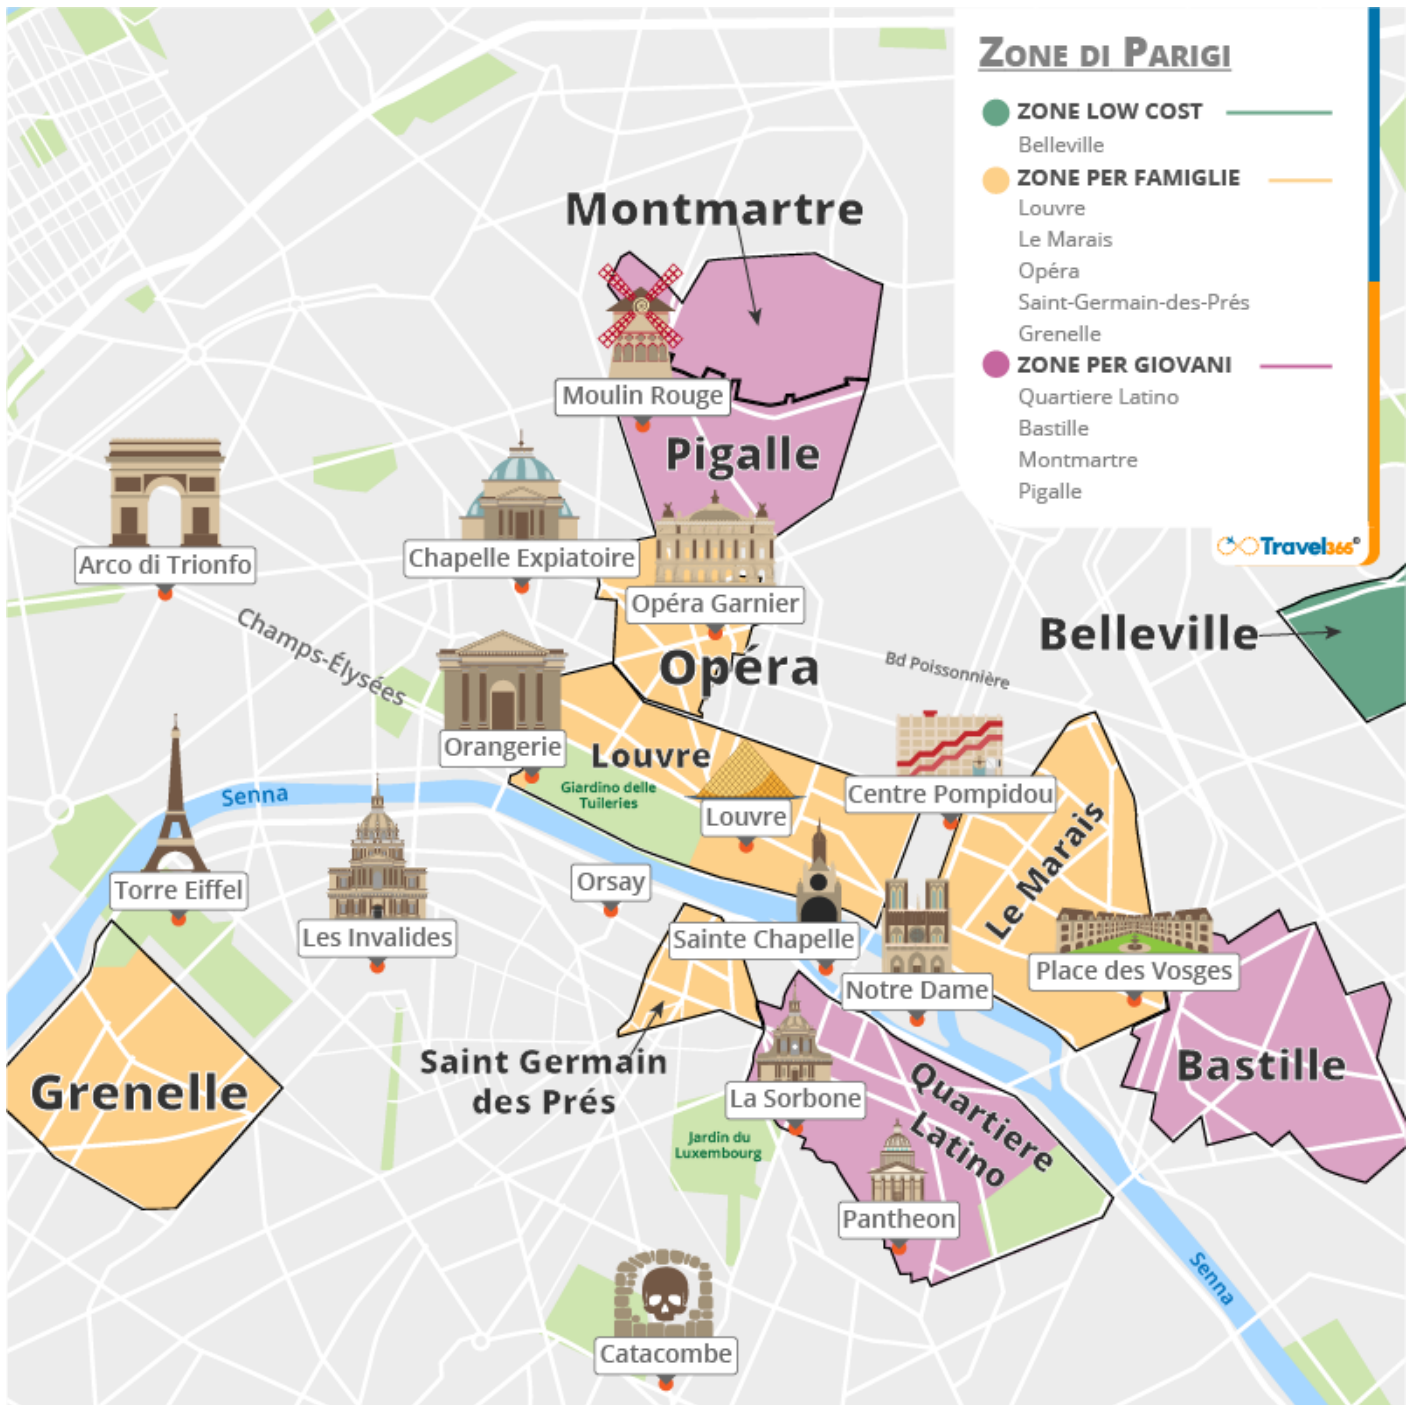 ZONE DI PARIGI
ZONE LOW COST
Belleville
ZONE PER FAMIGLIE
Louvre
Le Marais
Opéra
Saint-Germain-des-Prés
Grenelle
ZONE PER GIOVANI
Quartiere Latino
Bastille
Montmartre
Pigalle
Travel365©
Montmartre
Moulin Rouge
Pigalle
Arco di Trionfo
Chapelle Expiatoire
Opéra Garnier
Champs-Élysées
Belleville
Opéra
Bd Poissonnière
Orangerie
Louvre
Giardino delle
Tuileries
Senna
Louvre
Centre Pompidou
Le Marais
Torre Eiffel
Orsay
Les Invalides
Sainte Chapelle
Notre Dame
Place des Vosges
Grenelle
Saint Germain
des Prés
La Sorbone
Quartiere
Latino
Bastille
Jardin du
Luxembourg
Pantheon
Senna
Catacombe